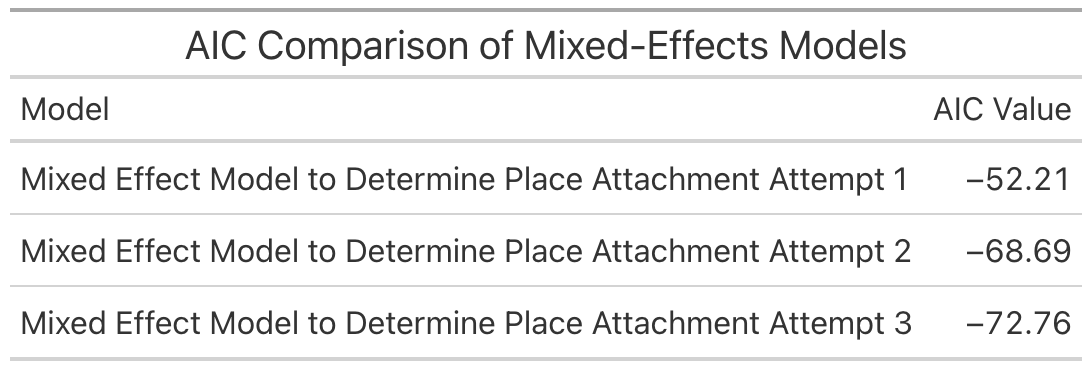 AIC Comparison of Mixed-Effects Models
Model AIC Value
Mixed Effect Model to Determine Place Attachment Attempt 1 −52.21
Mixed Effect Model to Determine Place Attachment Attempt 2 −68.69
Mixed Effect Model to Determine Place Attachment Attempt 3 −72.76